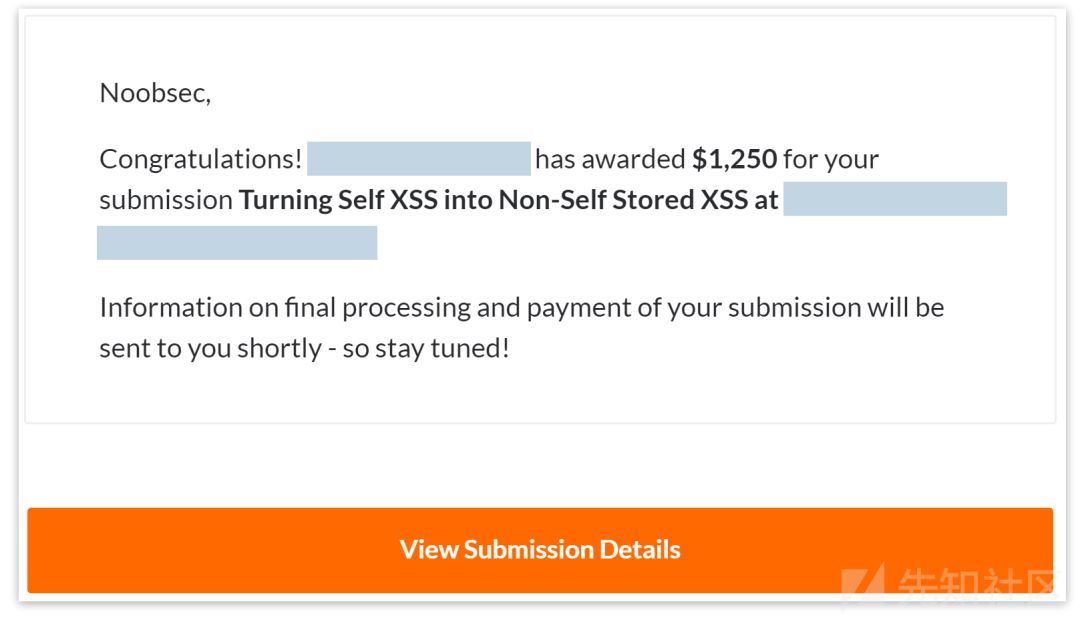 Noobsec,
Congratulations! has awarded $1,250 for your
submission Turning Self XSS into Non-Self Stored XSS at
Information on final processing and payment of your submission will be
sent to you shortly - so stay tuned!
View Submission Details
先知社区